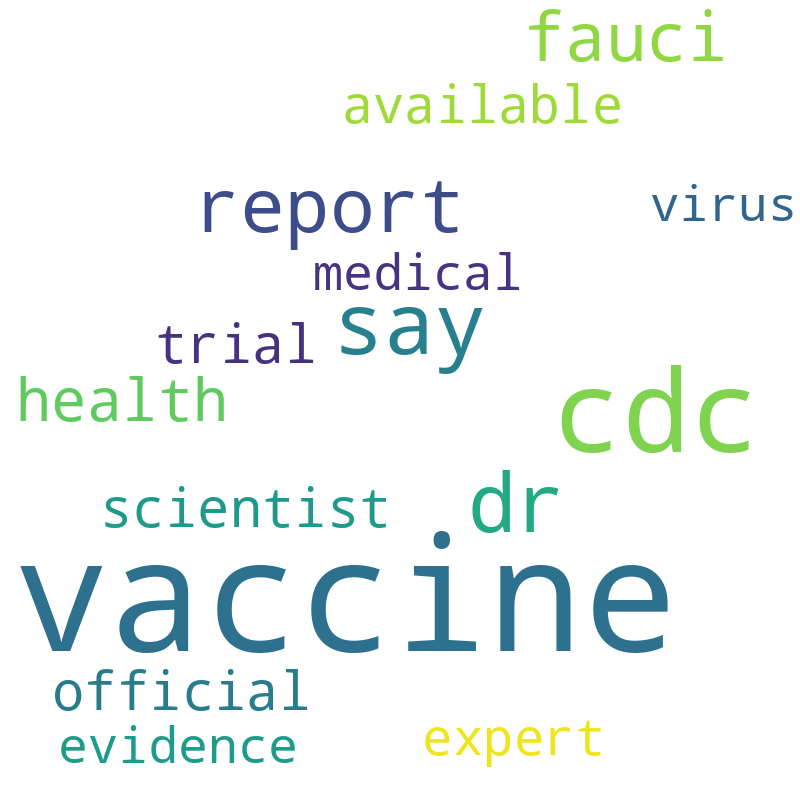 fauci
available
report
virus
medical
say
trial
health
cdc
scientist
dr
vaccine
official
evidence
expert